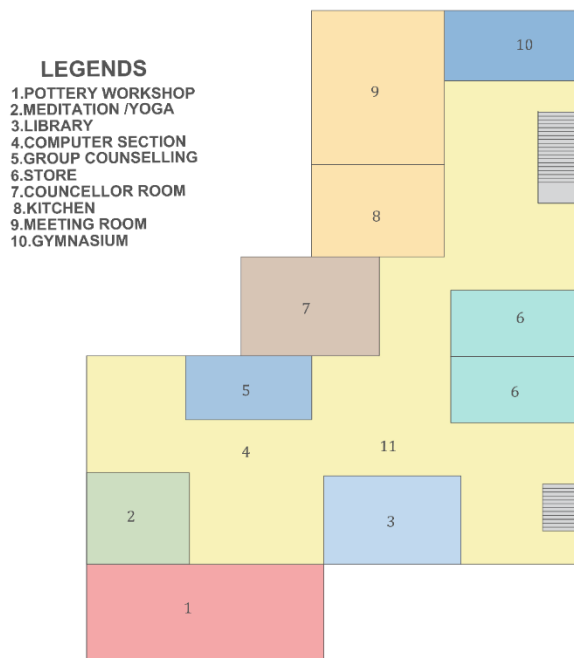 LEGENDS
1.POTTERY WORKSHOP
2.MEDITATION /YOGA
3.LIBRARY
4.COMPUTER SECTION
5.GROUP COUNSELLING
6.STORE
7.COUNCELLOR ROOM
8.KITCHEN
9.MEETING ROOM
10.GYMNASIUM
10
9
8
7
6
6
5
4
11
3
2
1